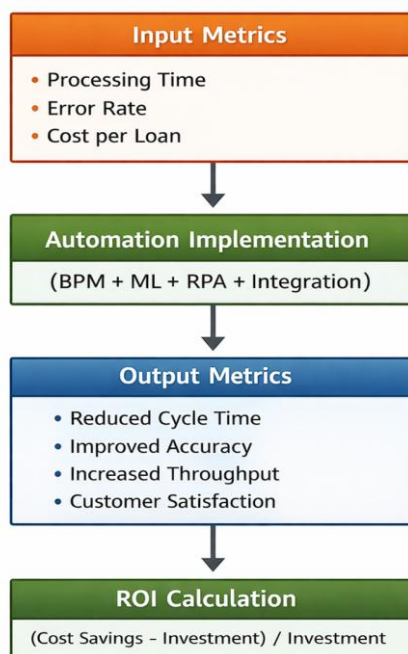 Input Metrics
• Processing Time
• Error Rate
• Cost per Loan
Automation Implementation
(BPM + ML + RPA + Integration)
Output Metrics
• Reduced Cycle Time
• Improved Accuracy
• Increased Throughput
• Customer Satisfaction
ROI Calculation
(Cost Savings – Investment) / Investment